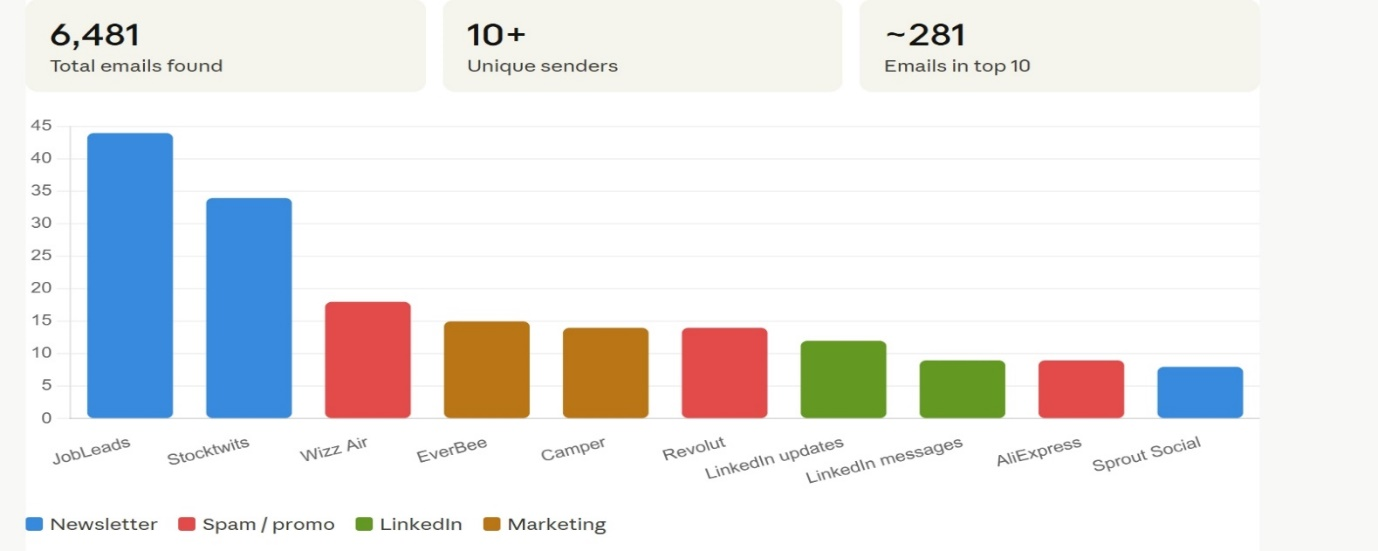 6,481
Total emails found
10+
Unique senders
~281
Emails in top 10
45
40
35
30
25
20
15
10
5
0
JobLeads
Stocktwits
Wizz Air
EverBee
Camper
Revolut
LinkedIn updates
LinkedIn messages
AliExpress
Sprout Social
Newsletter
Spam / promo
LinkedIn
Marketing